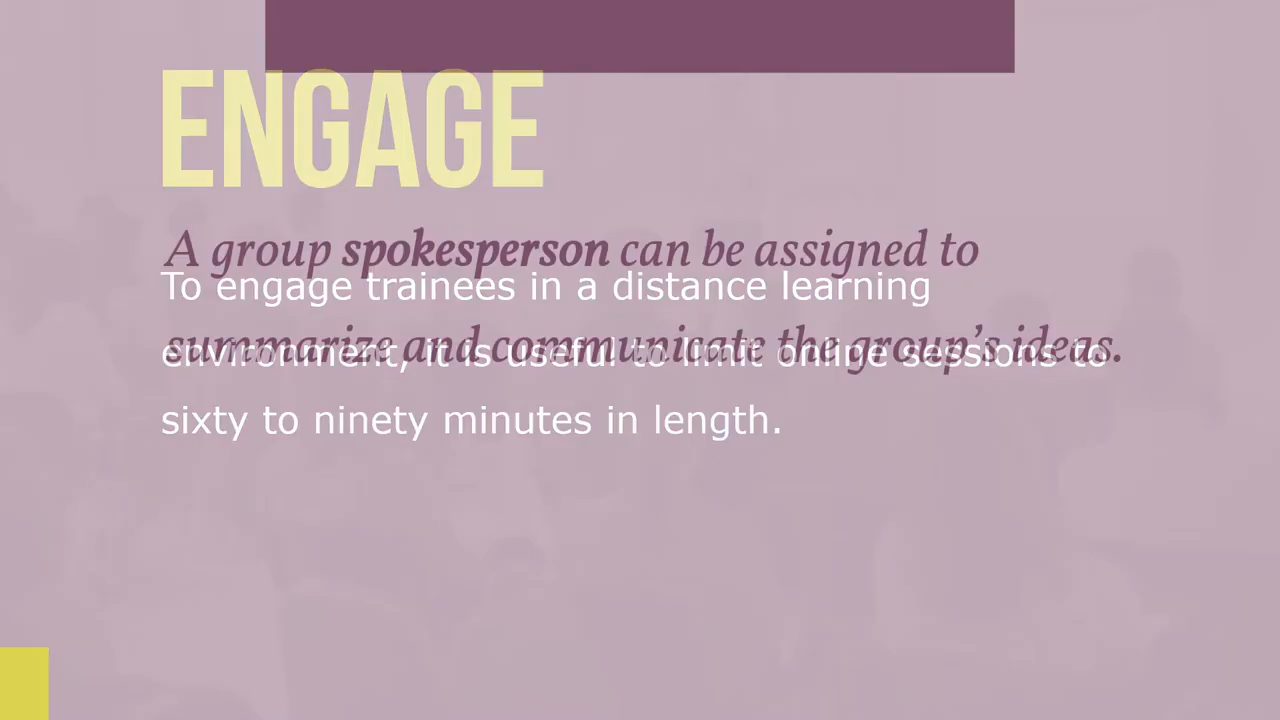 ENGAGE
A group spokesperson can be assigned to
To engage trainees in a distance learning
summarize and communicate the group's ideas.
environment, it is useful to limit online sessions to
sixty to ninety minutes in length.